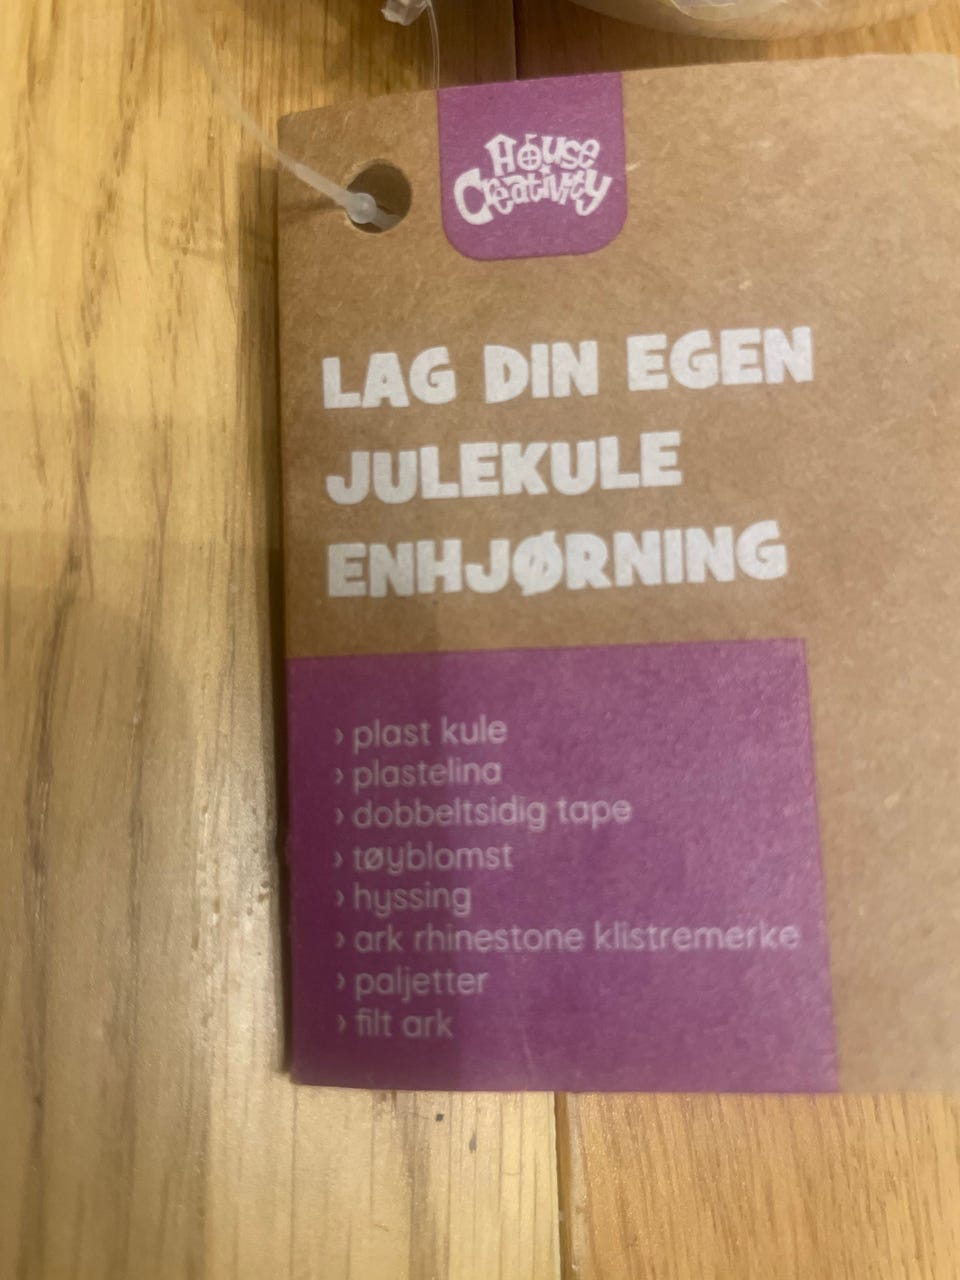 House
Creativity
LAG DIN EGEN
JULEKULE
ENHJØRNING
› plast kule
› plastelina
› dobbeltsidig tape
› tøyblomst
› hyssing
› ark rhinestone klistremerke
› paljetter
› filt ark